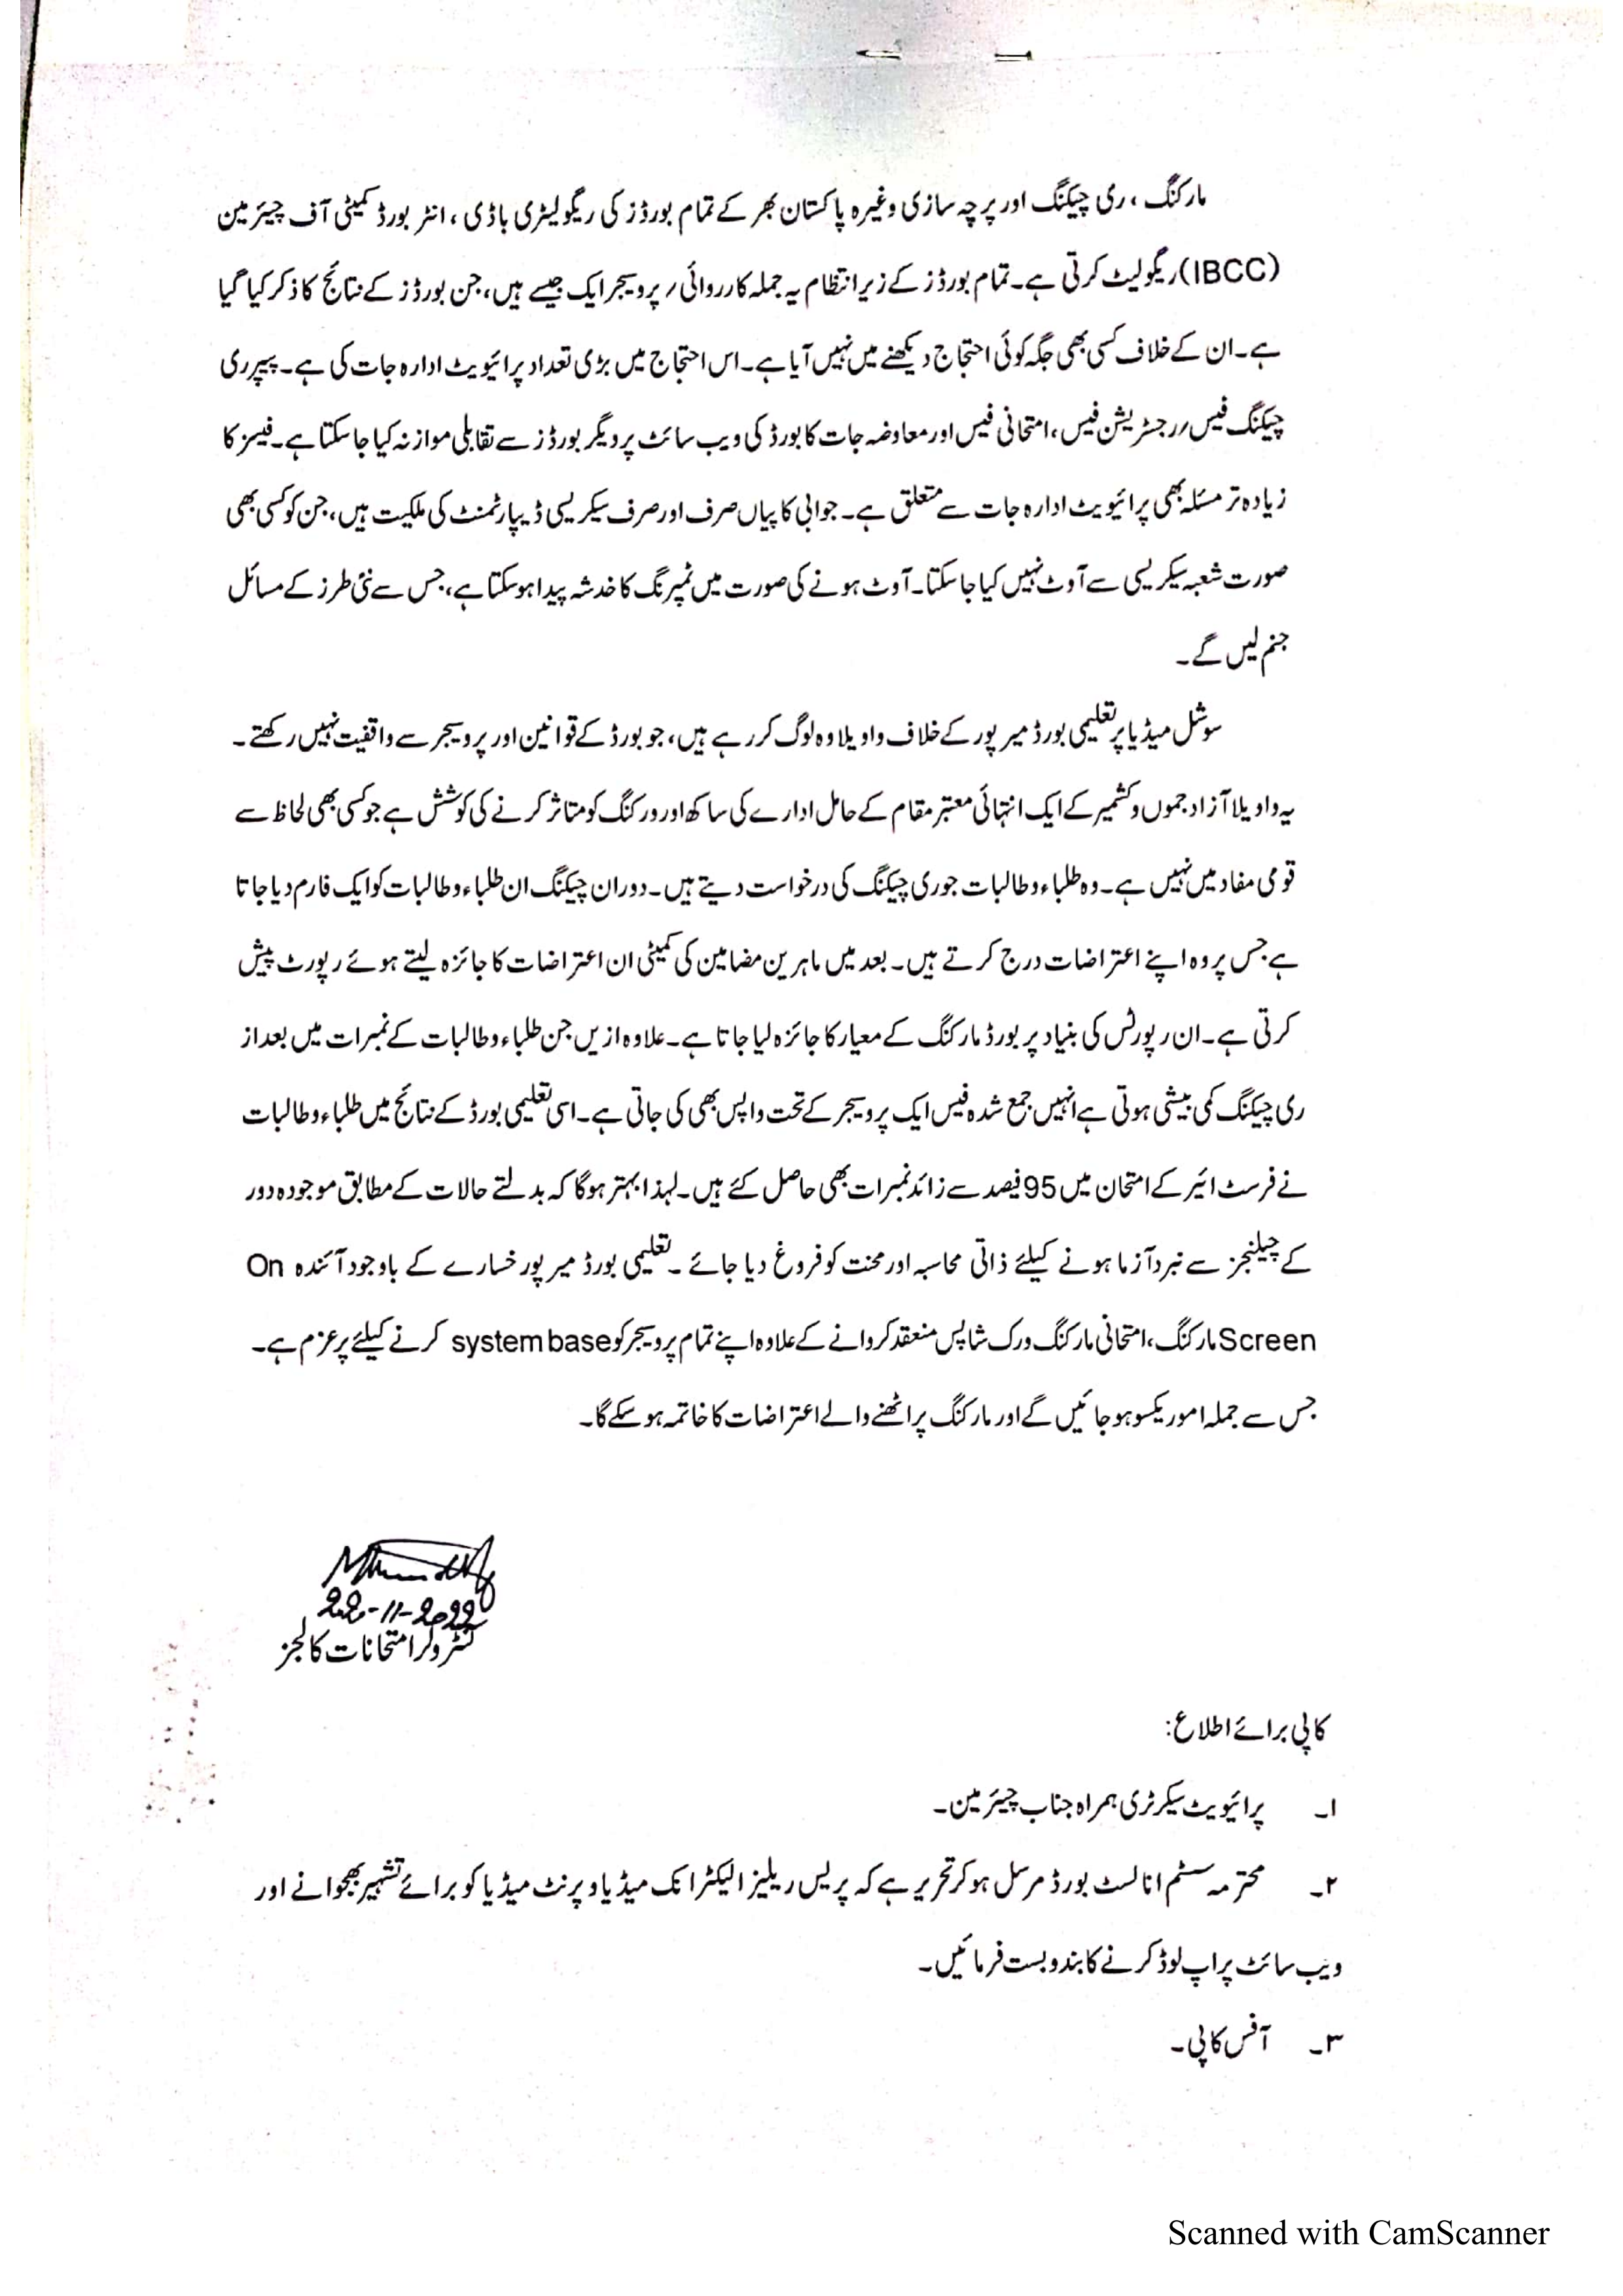 مارکنگ ، ری چیکنگ اور پرچہ سازی وغیرہ پاکستان بھر کے تمام بورڈز کی ریگولیٹری باڈی ، انٹر بورڈ کمیٹی آف چیئرمین
(IBCC) ریگولیٹ کرتی ہے۔ تمام بورڈز کے زیر انتظام یہ جملہ کارروائی / پروسیجر ایک جیسے ہیں، جن بورڈز کے نتائج کا ذکر کیا گیا
ہے۔ ان کے خلاف کسی بھی جگہ کوئی احتجاج دیکھنے میں نہیں آیا ہے۔ اس احتجاج میں بڑی تعداد پرائیویٹ ادارہ جات کی ہے۔ پیپر ری
چیکنگ فیس / رجسٹریشن فیس ، امتحانی فیس اور معاوضہ جات کا بورڈ کی ویب سائٹ پر دیگر بورڈز سے تقابلی موازنہ کیا جا سکتا ہے۔ فیسز کا
زیادہ تر مسئلہ بھی پرائیویٹ ادارہ جات سے متعلق ہے۔ جوابی کاپیاں صرف اور صرف سیکریسی ڈیپارٹمنٹ کی ملکیت ہیں، جن کو کسی بھی
صورت شعبہ سیکریسی سے آوٹ نہیں کیا جا سکتا۔ آوٹ ہونے کی صورت میں ٹمپرنگ کا خدشہ پیدا ہو سکتا ہے، جس سے نئی طرز کے مسائل
جنم لیں گے۔
سوشل میڈیا پر تعلیمی بورڈ میرپور کے خلاف واویلا وہ لوگ کر رہے ہیں، جو بورڈ کے قوانین اور پروسیجر سے واقفیت نہیں رکھتے۔
یہ واویلا آزاد جموں و کشمیر کے ایک انتہائی معتبر مقام کے حامل ادارے کی ساکھ اور ورکنگ کو متاثر کرنے کی کوشش ہے جو کسی بھی لحاظ سے
قومی مفاد میں نہیں ہے۔ وہ طلباء و طالبات جو ری چیکنگ کی درخواست دیتے ہیں۔ دوران چیکنگ ان طلباء و طالبات کو ایک فارم دیا جاتا
ہے جس پر وہ اپنے اعتراضات درج کرتے ہیں۔ بعد میں ماہرین مضامین کی کمیٹی ان اعتراضات کا جائزہ لیتے ہوئے رپورٹ پیش
کرتی ہے۔ ان رپورٹس کی بنیاد پر بورڈ مارکنگ کے معیار کا جائزہ لیا جاتا ہے۔ علاوہ ازیں جن طلباء و طالبات کے نمبرات میں بعد از
ری چیکنگ کمی بیشی ہوتی ہے انہیں جمع شدہ فیس ایک پروسیجر کے تحت واپس بھی کی جاتی ہے۔ اسی تعلیمی بورڈ کے نتائج میں طلباء و طالبات
نے فرسٹ ائیر کے امتحان میں 95 فیصد سے زائد نمبرات بھی حاصل کئے ہیں۔ لہذا بہتر ہوگا کہ بدلتے حالات کے مطابق موجودہ دور
کے چیلنجز سے نبرد آزما ہونے کیلئے ذاتی محاسبہ اور محنت کو فروغ دیا جائے ۔ تعلیمی بورڈ میرپور خسارے کے باوجود آئندہ On
Screen مارکنگ، امتحانی مارکنگ ورک شاپس منعقد کروانے کے علاوہ اپنے تمام پروسیجر کو system base کرنے کیلئے پرعزم ہے۔
جس سے جملہ امور یکسو ہو جائیں گے اور مارکنگ پر اٹھنے والے اعتراضات کا خاتمہ ہو سکے گا۔
22-11-2022
کنٹرولر امتحانات کالجز
کاپی برائے اطلاع:
۱۔ پرائیویٹ سیکرٹری ہمراہ جناب چیئرمین۔
۲۔ محترمہ سسٹم انالسٹ بورڈ مرسل ہو کر تحریر ہے کہ پریس ریلیز الیکٹرانک میڈیا و پرنٹ میڈیا کو برائے تشہیر بھجوانے اور
ویب سائٹ پر اپ لوڈ کرنے کا بندوبست فرمائیں۔
۳۔ آفس کاپی۔
Scanned with CamScanner